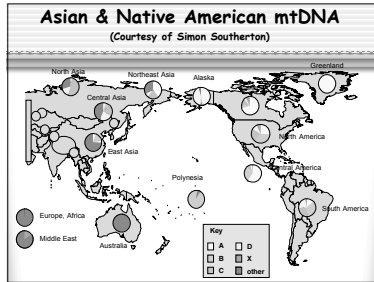 Asian & Native American mtDNA
(Courtesy of Simon Southerton)
Greenland
North Asia
Northeast Asia
Alaska
Central Asia
North America
East Asia
Central America
Polynesia
South America
Europe, Africa
Middle East
Australia
Key
A D
B X
C other